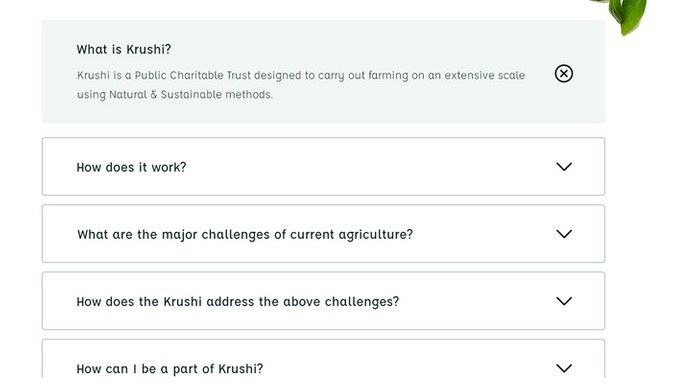 What is Krushi?
Krushi is a Public Charitable Trust designed to carry out farming on an extensive scale
using Natural & Sustainable methods.
How does it work?
What are the major challenges of current agriculture?
How does the Krushi address the above challenges?
How can I be a part of Krushi?